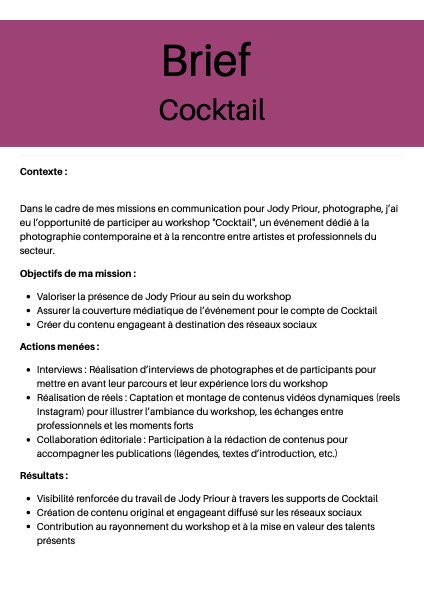 Brief
Cocktail
Contexte :
Dans le cadre de mes missions en communication pour Jody Priour, photographe, j'ai
eu l'opportunité de participer au workshop "Cocktail", un événement dédié à la
photographie contemporaine et à la rencontre entre artistes et professionnels du
secteur.
Objectifs de ma mission :
• Valoriser la présence de Jody Priour au sein du workshop
• Assurer la couverture médiatique de l'événement pour le compte de Cocktail
• Créer du contenu engageant à destination des réseaux sociaux
Actions menées :
• Interviews : Réalisation d'interviews de photographes et de participants pour
mettre en avant leur parcours et leur expérience lors du workshop
• Réalisation de réels : Captation et montage de contenus vidéos dynamiques (reels
Instagram) pour illustrer l'ambiance du workshop, les échanges entre
professionnels et les moments forts
• Collaboration éditoriale : Participation à la rédaction de contenus pour
accompagner les publications (légendes, textes d'introduction, etc.)
Résultats :
• Visibilité renforcée du travail de Jody Priour à travers les supports de Cocktail
• Création de contenu original et engageant diffusé sur les réseaux sociaux
• Contribution au rayonnement du workshop et à la mise en valeur des talents
présents